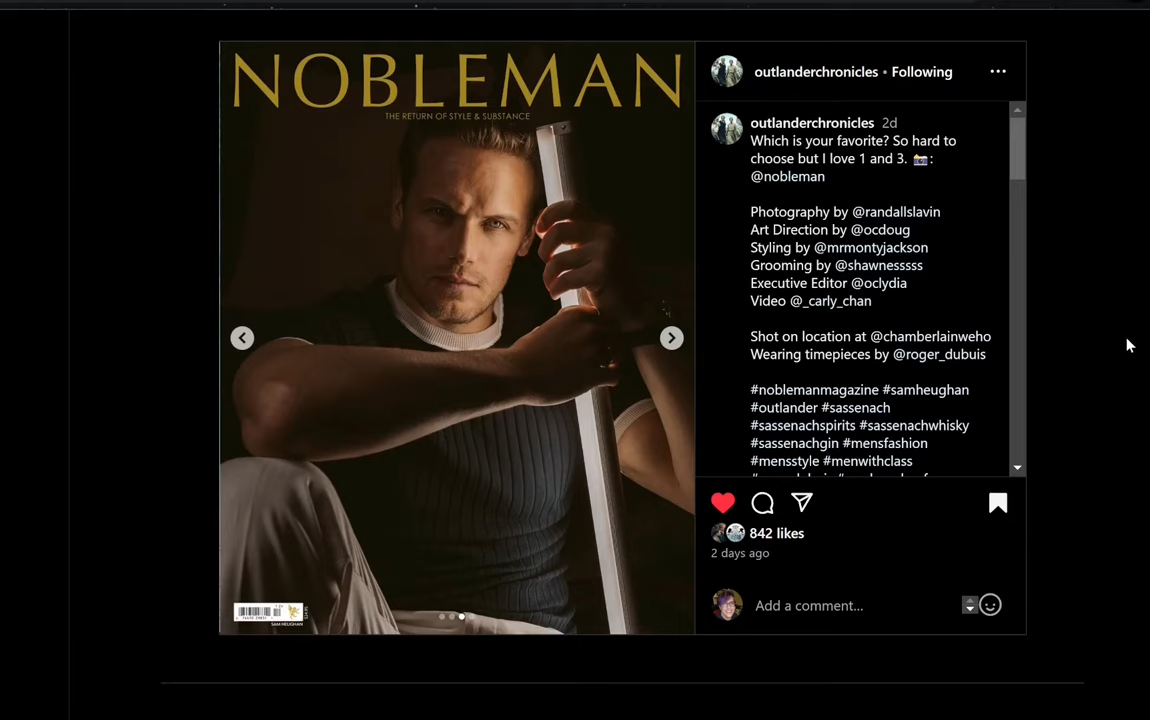 NOBLEMAN
THE RETURN OF STYLE & SUBSTANCE
SAM HEUGHAN
outlanderchronicles • Following
outlanderchronicles 2d
Which is your favorite? So hard to
choose but I love 1 and 3. 📷:
@nobleman
Photography by @randallslavin
Art Direction by @ocdoug
Styling by @mrmontyjackson
Grooming by @shawnesssss
Executive Editor @oclydia
Video @_carly_chan
Shot on location at @chamberlainweho
Wearing timepieces by @roger_dubuis
#noblemanmagazine #samheughan
#outlander #sassenach
#sassenachspirits #sassenachwhisky
#sassenachgin #mensfashion
#mensstyle #menwithclass
842 likes
2 days ago
Add a comment...